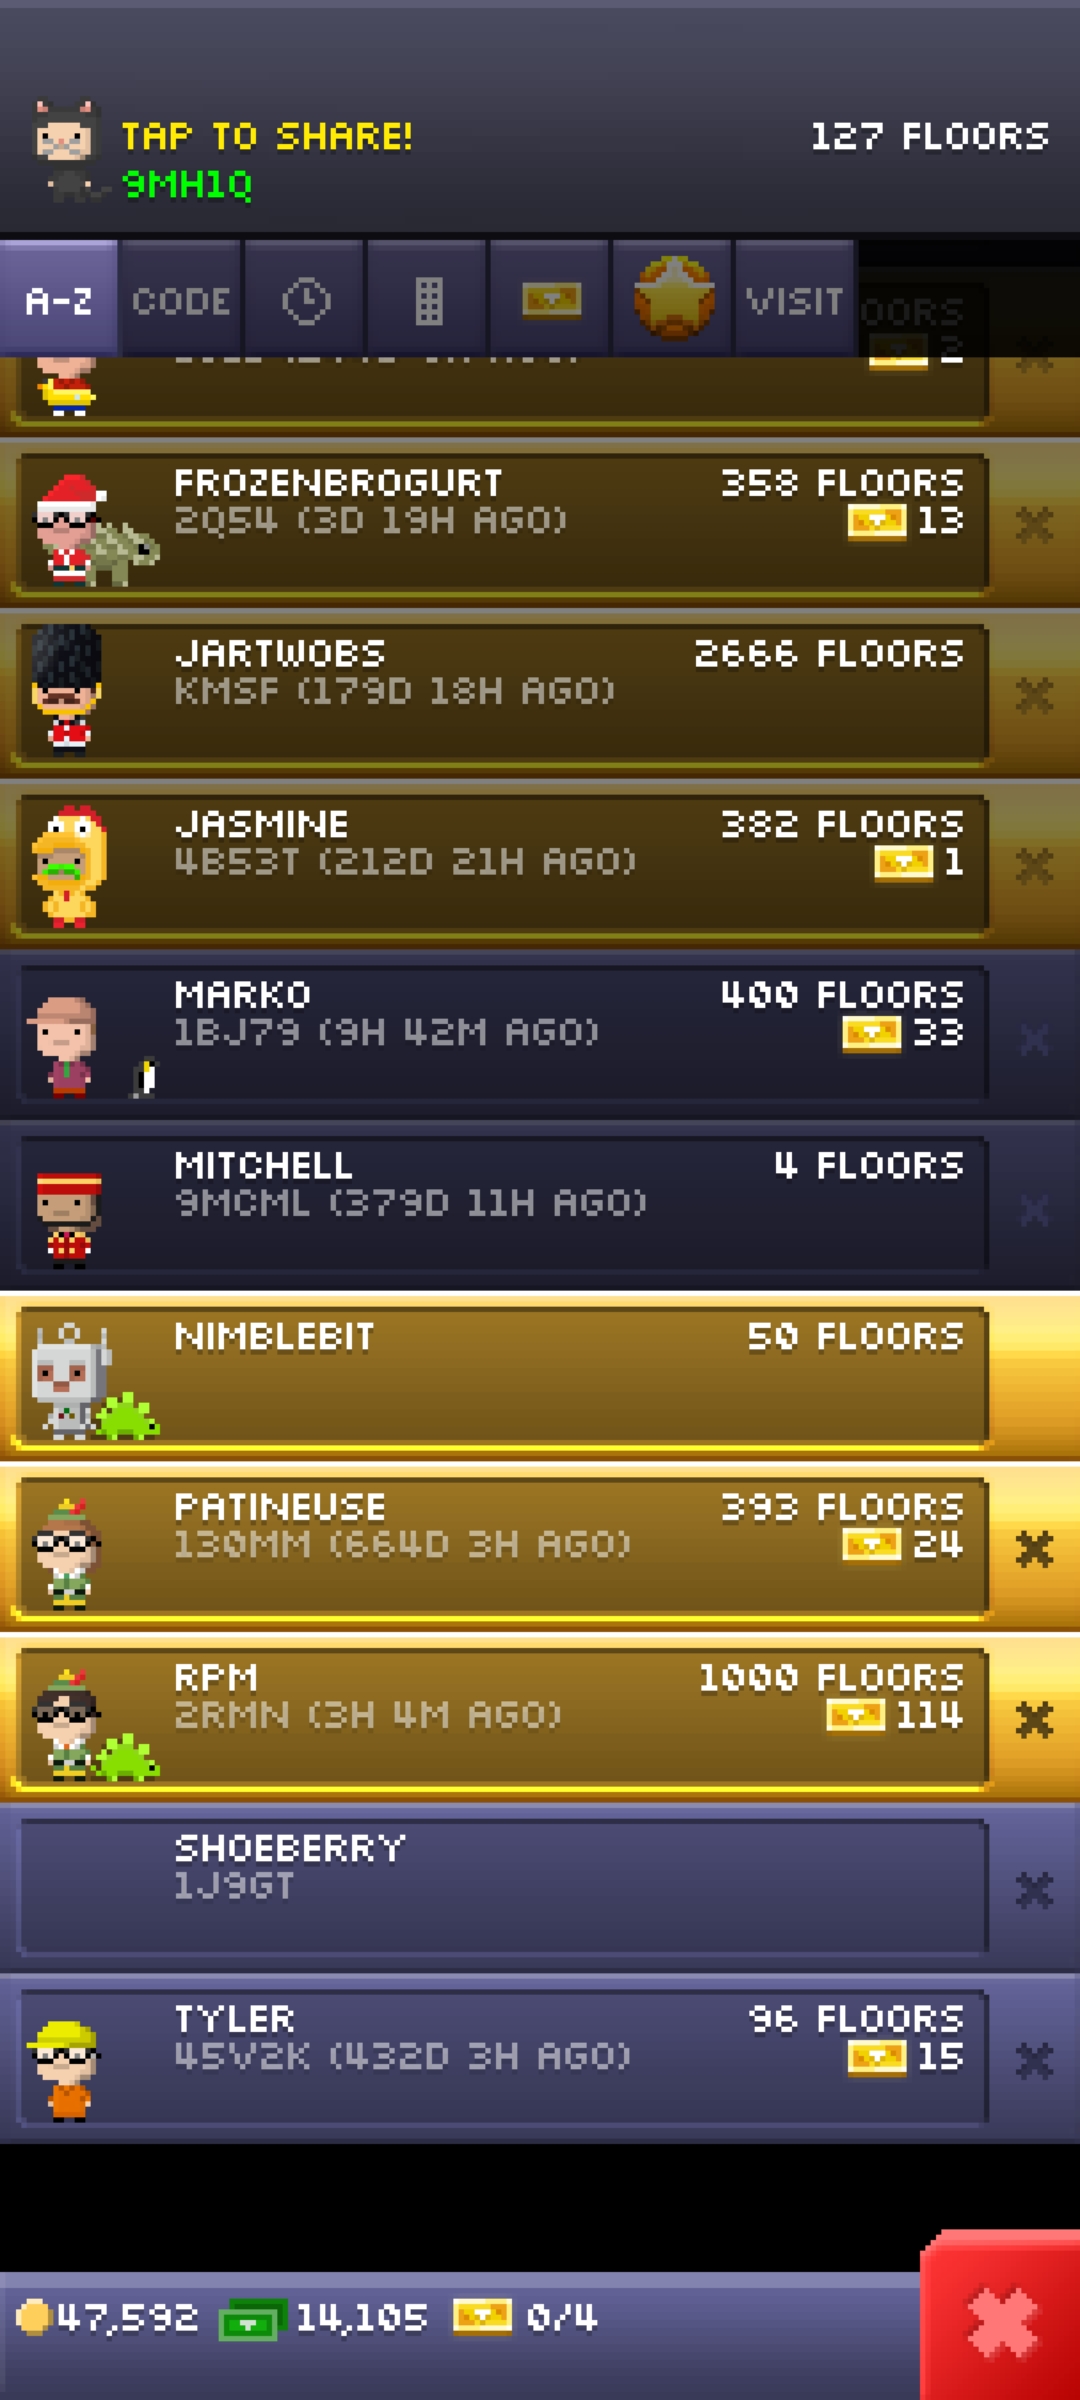 TAP TO SHARE!
127 FLOORS
9MH1Q
A-Z
CODE
VISIT
2
FROZENBROGURT
358 FLOORS
2Q54 (3D 19H AGO)
13
JARTWOBS
2666 FLOORS
KMSF (179D 18H AGO)
JASMINE
382 FLOORS
4B53T (212D 21H AGO)
1
MARKO
400 FLOORS
1BJ79 (9H 42M AGO)
33
MITCHELL
4 FLOORS
9MCML (379D 11H AGO)
NIMBLEBIT
50 FLOORS
PATINEUSE
393 FLOORS
130MM (664D 3H AGO)
24
RPM
1000 FLOORS
2RMN (3H 4M AGO)
114
SHOEBERRY
1J9GT
TYLER
96 FLOORS
45V2K (432D 3H AGO)
15
47,592
14,105
0/4